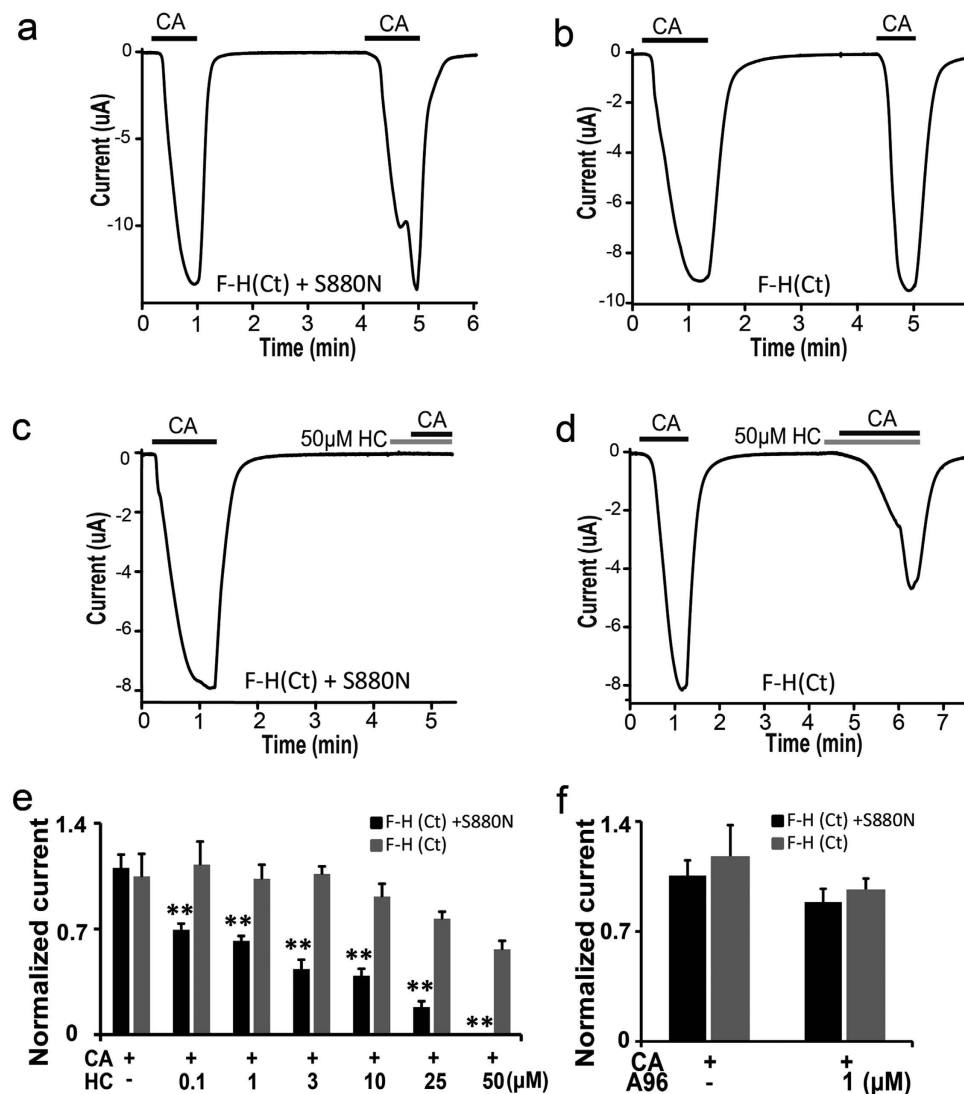 a
CA CA
0
-5
-10
Current (uA)
F-H(Ct) + S880N
0 1 2 3 4 5 6
Time (min)
b
CA CA
0
-2
-4
-6
-8
-10
Current (uA)
F-H(Ct)
0 1 2 3 4 5
Time (min)
c
CA CA
50µM HC
0
-2
-4
-6
-8
Current (uA)
F-H(Ct) + S880N
0 1 2 3 4 5
Time (min)
d
CA CA
50µM HC
0
-2
-4
-6
-8
Current (uA)
F-H(Ct)
0 1 2 3 4 5 6 7
Time (min)
e
1.4
0.7
0
Normalized current
F-H (Ct) +S880N
F-H (Ct)
** ** ** ** ** **
CA + + + + + + +
HC - 0.1 1 3 10 25 50 (µM)
f
1.4
0.7
0
Normalized current
F-H (Ct) +S880N
F-H (Ct)
CA + +
A96 - 1 (µM)